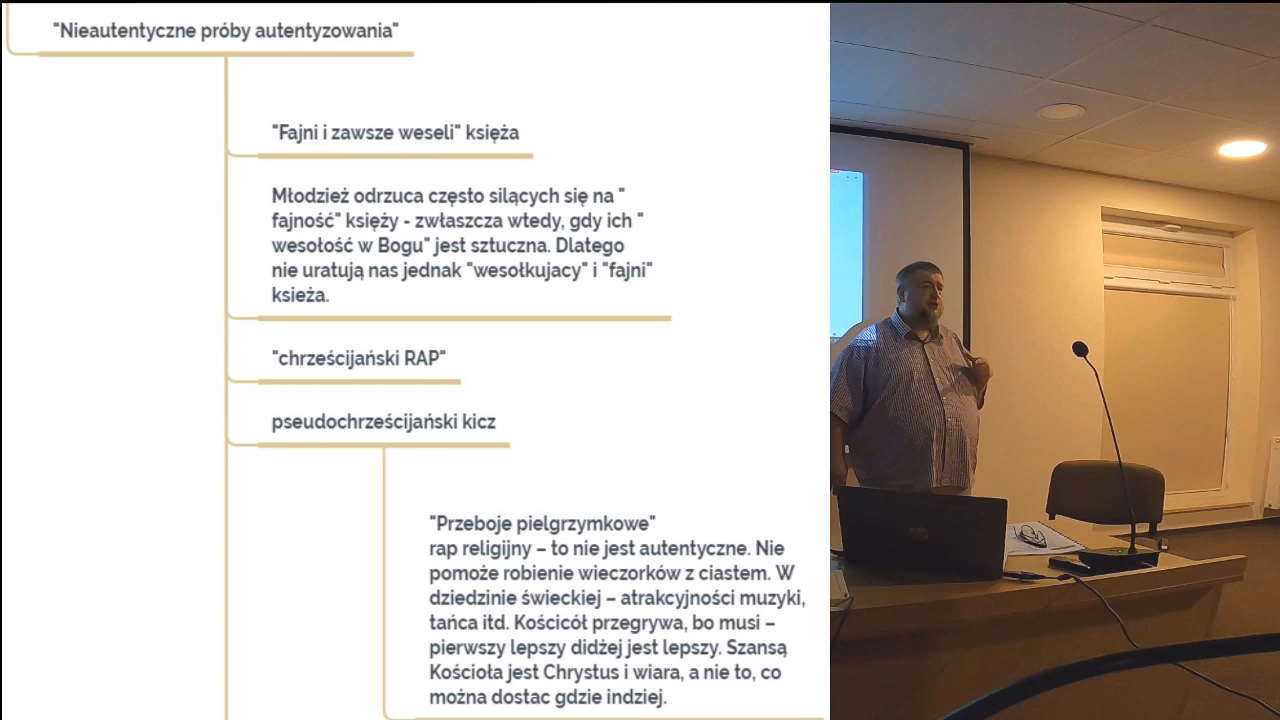 "Nieautentyczne próby autentyzowania"
"Fajni i zawsze weseli" księża
Młodzież odrzuca często silących się na "
fajność" księży - zwłaszcza wtedy, gdy ich "
wesołość w Bogu" jest sztuczna. Dlatego
nie uratują nas jednak "wesołkujacy" i "fajni"
ksieża.
"chrześcijański RAP"
pseudochrześcijański kicz
"Przeboje pielgrzymkowe"
rap religijny – to nie jest autentyczne. Nie
pomoże robienie wieczorków z ciastem. W
dziedzinie świeckiej – atrakcyjności muzyki,
tańca itd. Kościcół przegrywa, bo musi –
pierwszy lepszy didżej jest lepszy. Szansą
Kościoła jest Chrystus i wiara, a nie to, co
można dostac gdzie indziej.